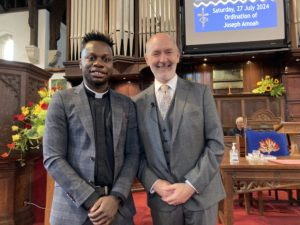 Saturday, 27 July 2024
Ordination of
Joseph Amoah